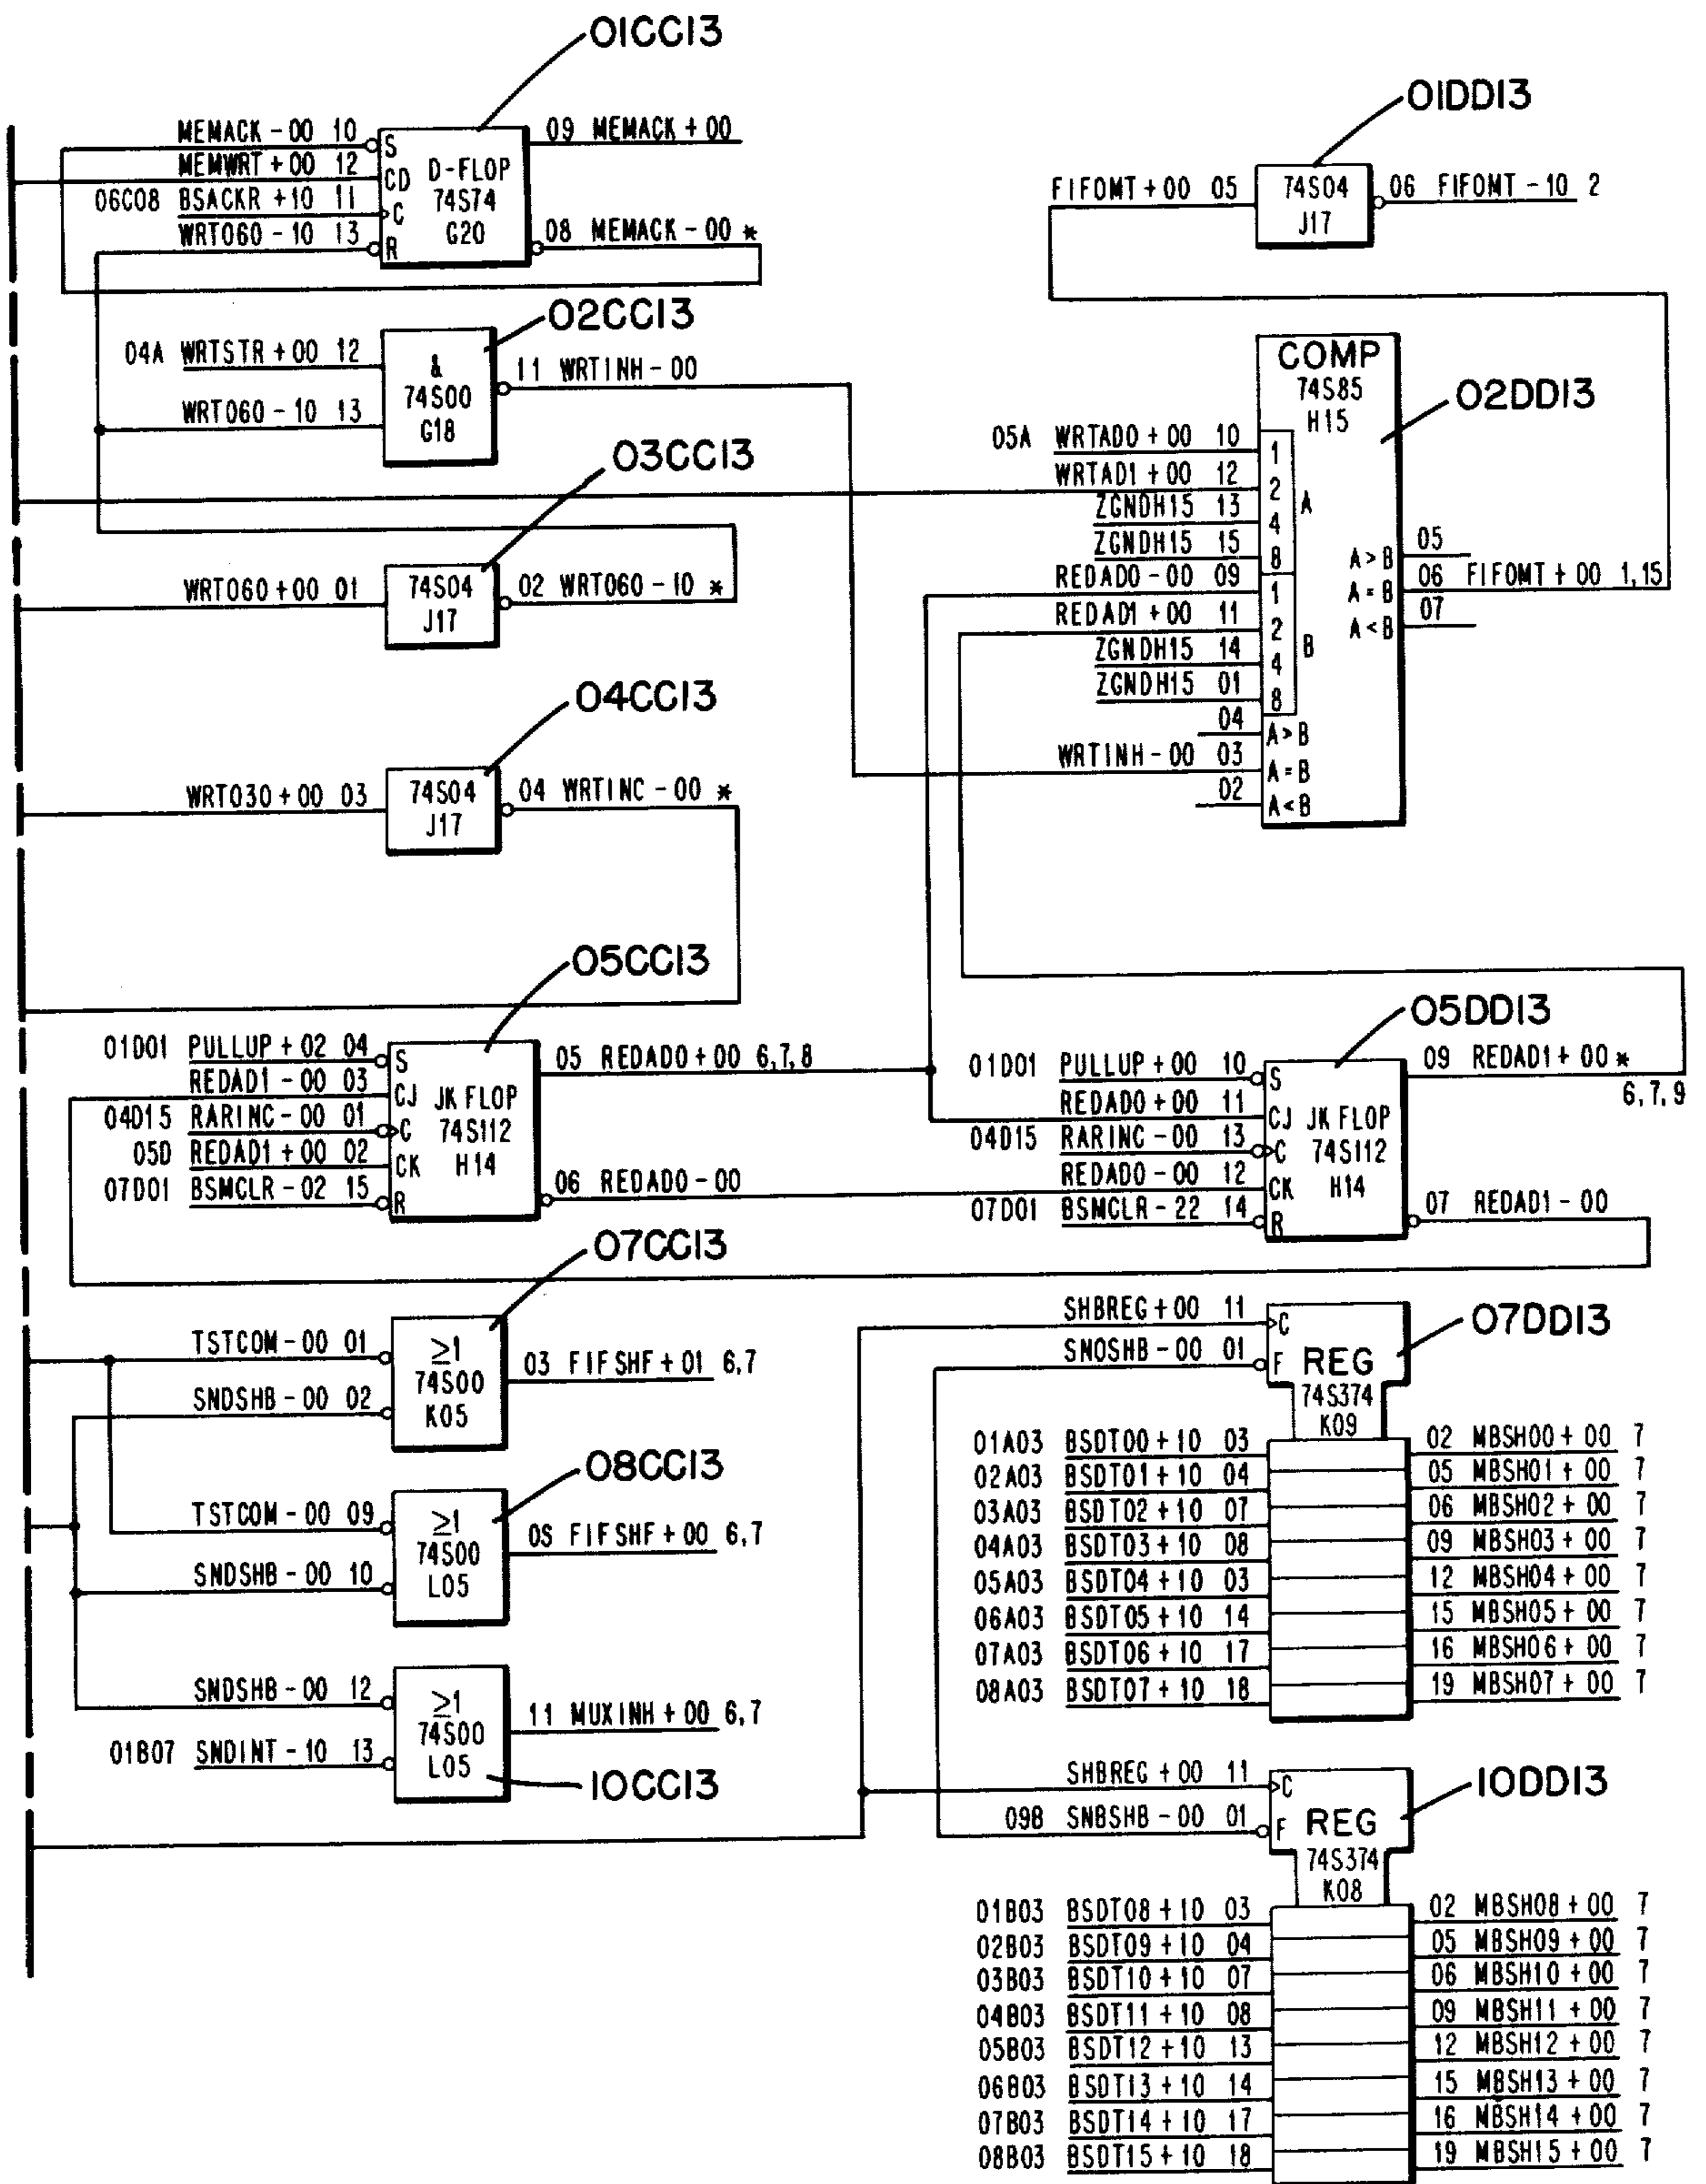 01CC13
MEMACK-00 10
MEMWRT+00 12
06C08 BSACKR+10 11
WRT060-10 13
S
CD
C
R
D-FLOP
74S74
G20
09 MEMACK+00
08 MEMACK-00 *
02CC13
04A WRTSTR+00 12
WRT060-10 13
&
74S00
G18
11 WRTINH-00
03CC13
WRT060+00 01
74S04
J17
02 WRT060-10 *
04CC13
WRT030+00 03
74S04
J17
04 WRTINC-00 *
05CC13
01D01 PULLUP+02 04
REDAD1-00 03
04D15 RARINC-00 01
05D REDAD1+00 02
07D01 BSMCLR-02 15
S
CJ
C
CK
R
JK FLOP
74S112
H14
05 REDAD0+00 6,7,8
06 REDAD0-00
07CC13
TSTCOM-00 01
SNDSHB-00 02
≥1
74S00
K05
03 FIFSHF+01 6,7
08CC13
TSTCOM-00 09
SNDSHB-00 10
≥1
74S00
L05
0S FIFSHF+00 6,7
SNDSHB-00 12
01B07 SNDINT-10 13
≥1
74S00
L05
11 MUXINH+00 6,7
10CC13
01DD13
FIFOMT+00 05
74S04
J17
06 FIFOMT-10 2
COMP
74S85
H15
02DD13
05A WRTAD0+00 10
WRTAD1+00 12
ZGNDH15 13
ZGNDH15 15
REDAD0-00 09
REDAD1+00 11
ZGNDH15 14
ZGNDH15 01
04
WRTINH-00 03
02
1
2
4
8
A
1
2
4
8
B
A>B
A=B
A<B
A>B
A=B
A<B
05
06 FIFOMT+00 1,15
07
05DD13
01D01 PULLUP+00 10
REDAD0+00 11
04D15 RARINC-00 13
REDAD0-00 12
07D01 BSMCLR-22 14
S
CJ
C
CK
R
JK FLOP
74S112
H14
09 REDAD1+00 *
6,7,9
07 REDAD1-00
07DD13
SHBREG+00 11
SNOSHB-00 01
C
F
REG
74S374
K09
01A03 BSDT00+10 03
02A03 BSDT01+10 04
03A03 BSDT02+10 07
04A03 BSDT03+10 08
05A03 BSDT04+10 03
06A03 BSDT05+10 14
07A03 BSDT06+10 17
08A03 BSDT07+10 18
02 MBSH00+00 7
05 MBSH01+00 7
06 MBSH02+00 7
09 MBSH03+00 7
12 MBSH04+00 7
15 MBSH05+00 7
16 MBSH06+00 7
19 MBSH07+00 7
10DD13
SHBREG+00 11
09B SNBSHB-00 01
C
F
REG
74S374
K08
01B03 BSDT08+10 03
02B03 BSDT09+10 04
03B03 BSDT10+10 07
04B03 BSDT11+10 08
05B03 BSDT12+10 13
06B03 BSDT13+10 14
07B03 BSDT14+10 17
08B03 BSDT15+10 18
02 MBSH08+00 7
05 MBSH09+00 7
06 MBSH10+00 7
09 MBSH11+00 7
12 MBSH12+00 7
15 MBSH13+00 7
16 MBSH14+00 7
19 MBSH15+00 7